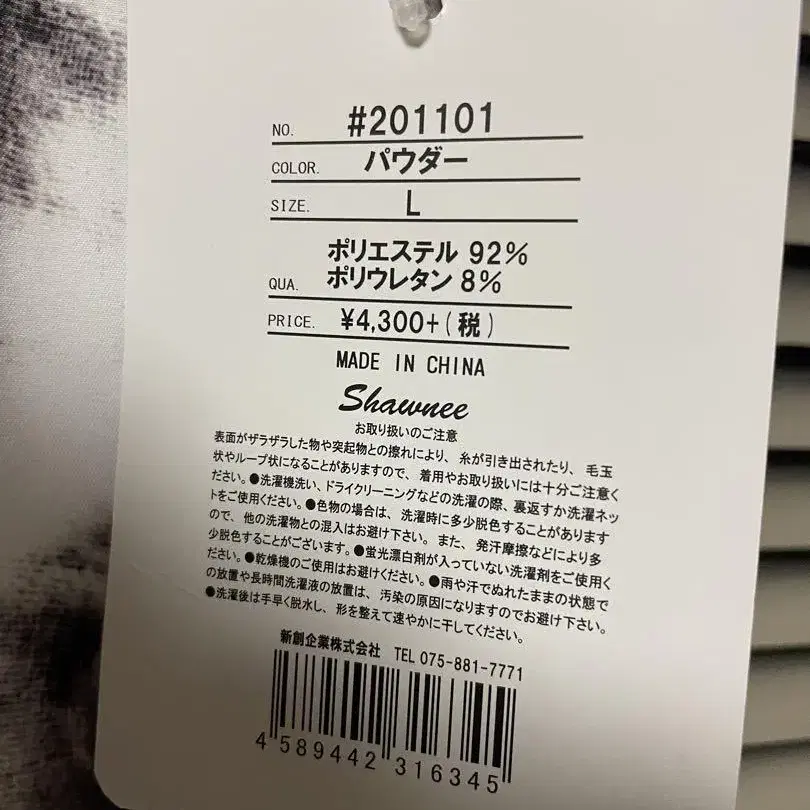 NO. #201101
COLOR. パウダー
SIZE. L
ポリエステル 92%
QUA. ポリウレタン 8%
PRICE. ¥4,300+(税)
MADE IN CHINA
Shawnee
お取り扱いのご注意
表面がザラザラした物や突起物との擦れにより、糸が引き出されたり、毛玉
状やループ状になることがありますので、着用やお取り扱いには十分ご注意く
ださい。●洗濯機洗い、ドライクリーニングなどの洗濯の際、裏返すか洗濯ネッ
トをご使用ください。●色物の場合は、洗濯時に多少脱色することがあります
ので、他の洗濯物との混入はお避け下さい。また、発汗摩擦などにより多
少脱色することがございます。●蛍光漂白剤が入っていない洗濯剤をご使用く
ださい。●乾燥機のご使用はお避けください。●雨や汗でぬれたままの状態で
の放置や長時間洗濯液の放置は、汚染の原因になりますのでお避け下さい。
●洗濯後は手早く脱水し、形を整えて速やかに干してください。
新創企業株式会社 TEL 075-881-7771
4 589442 316345